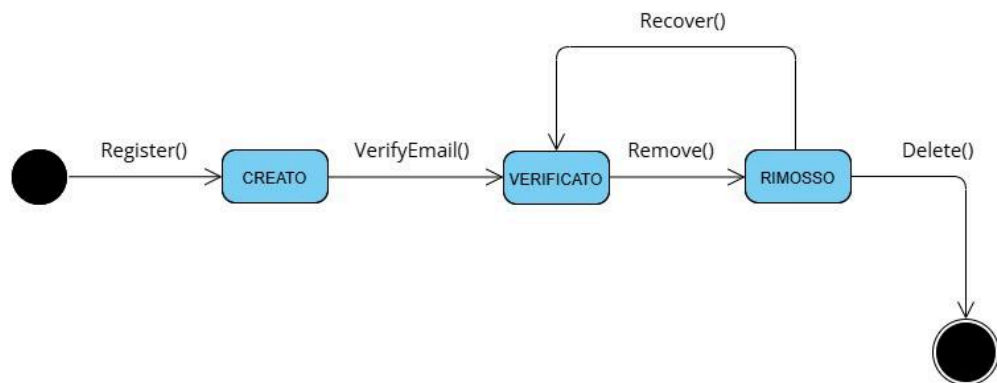 Recover()
Register()
VerifyEmail()
Remove()
Delete()
CREATO
VERIFICATO
RIMOSSO